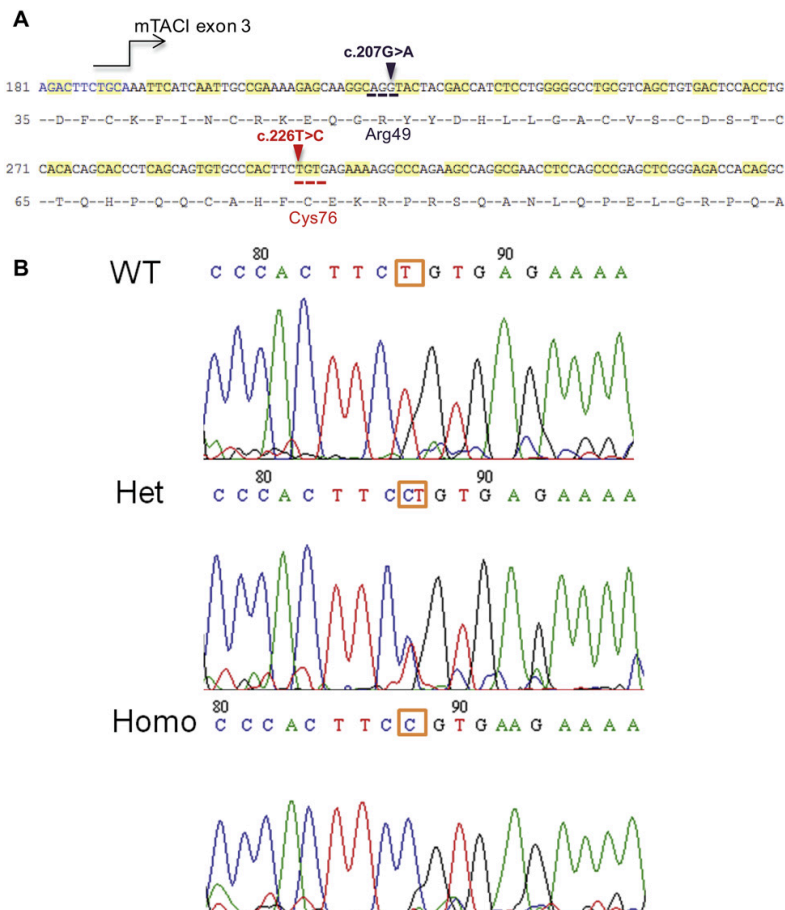 A
mTACI exon 3
c.207G>A
181 AGACTTCTGCAAATTCATCAATTGCCGAAAAGAGCAAGGCAGGTACTACGACCATCTCCTGGGGGCCTGCGTCAGCTGTGACTCCACCTG
35 --D--F--C--K--F--I--N--C--R--K--E--Q--G--R--Y--Y--D--H--L--L--G--A--C--V--S--C--D--S--T--C
c.226T>C Arg49
271 CACACAGCACCCTCAGCAGTGTGCCCACTTCTGTGAGAAAAGGCCCAGAAGCCAGGCGAACCTCCAGCCCGAGCTCGGGAGACCACAGGC
65 --T--Q--H--P--Q--Q--C--A--H--F--C--E--K--R--P--R--S--Q--A--N--L--Q--P--E--L--G--R--P--Q--A
Cys76
B
80 90
WT C C C A C T T C T G T G A G A A A A
80 90
Het C C C A C T T C C T G T G A G A A A A
80 90
Homo C C C A C T T C C G T G A A G A A A A